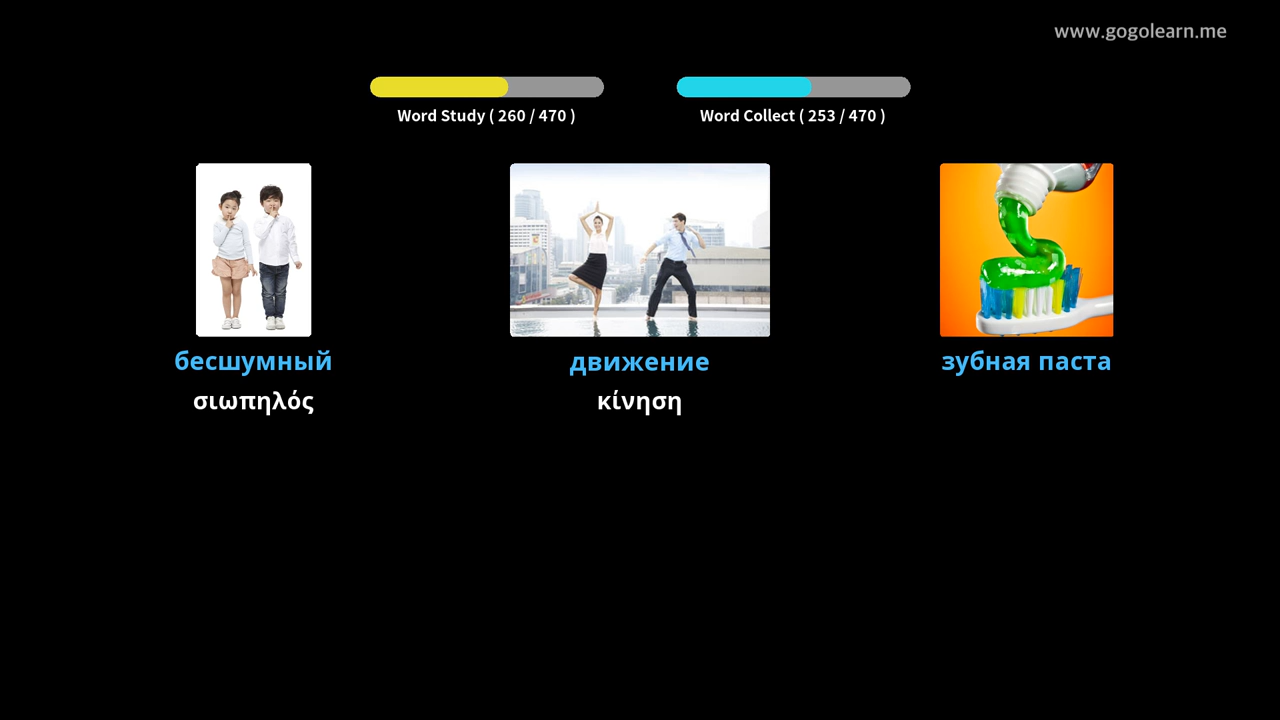 www.gogolearn.me
Word Study ( 260 / 470 )
Word Collect ( 253 / 470 )
бесшумный
движение
зубная паста
σιωπηλός
κίνηση